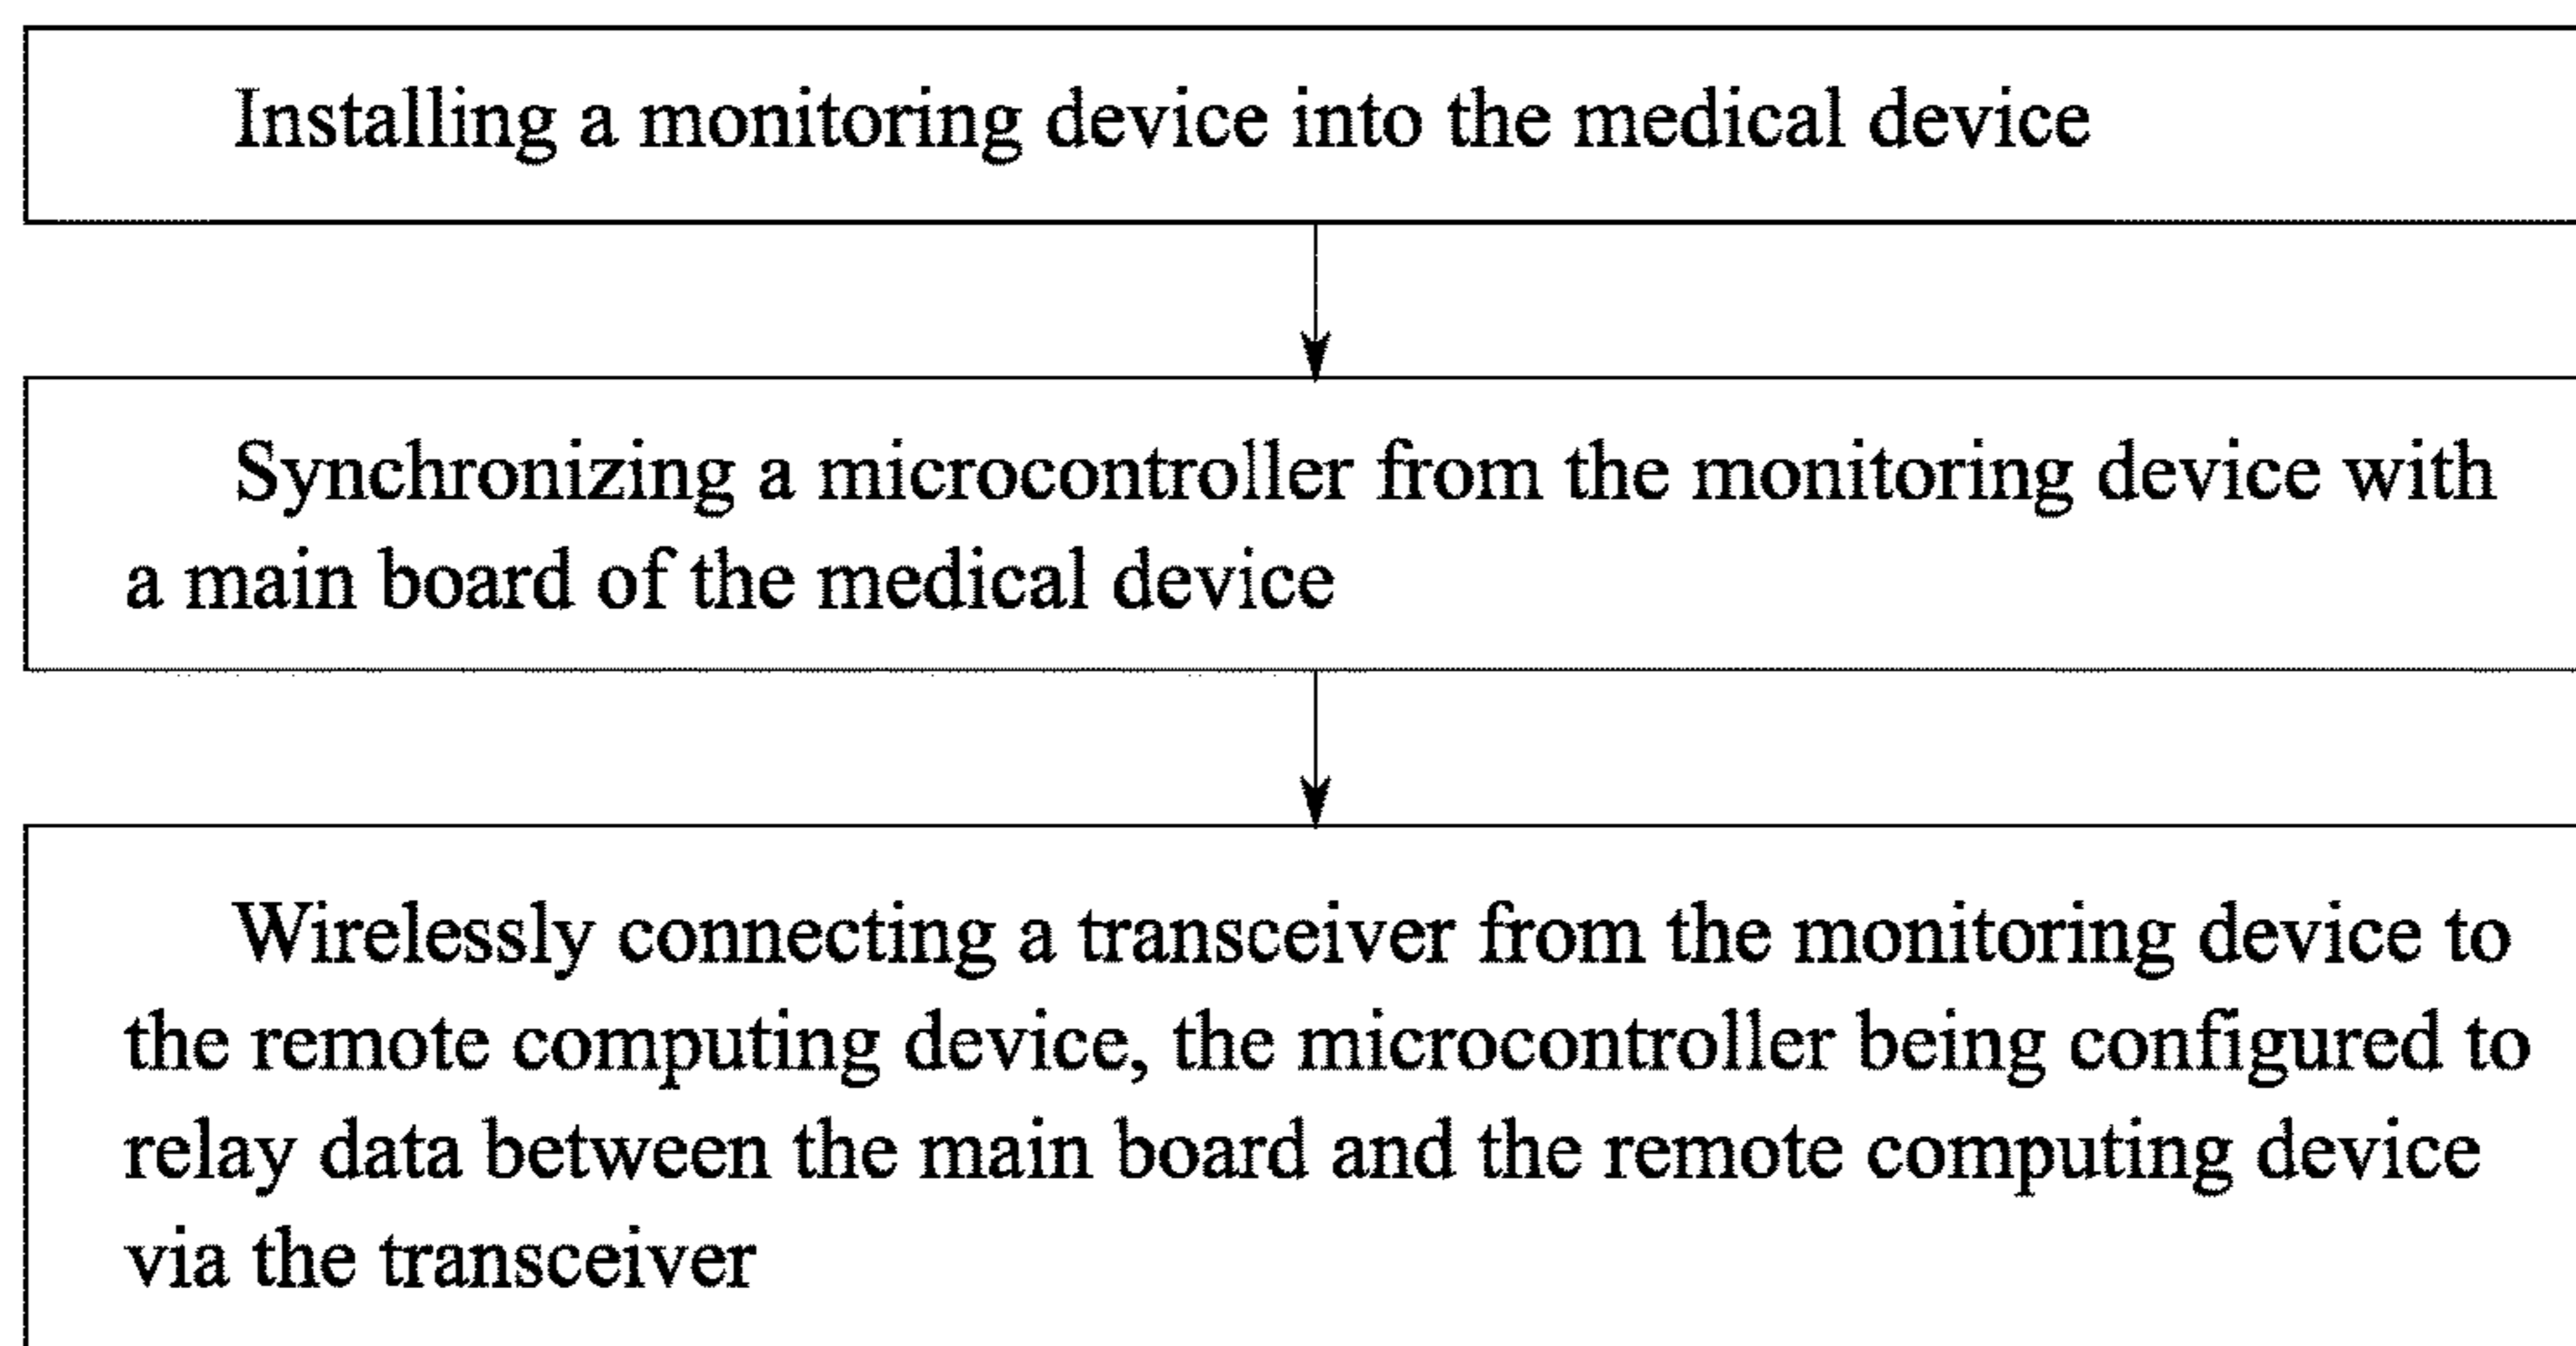 Installing a monitoring device into the medical device
Synchronizing a microcontroller from the monitoring device with
a main board of the medical device
Wirelessly connecting a transceiver from the monitoring device to
the remote computing device, the microcontroller being configured to
relay data between the main board and the remote computing device
via the transceiver